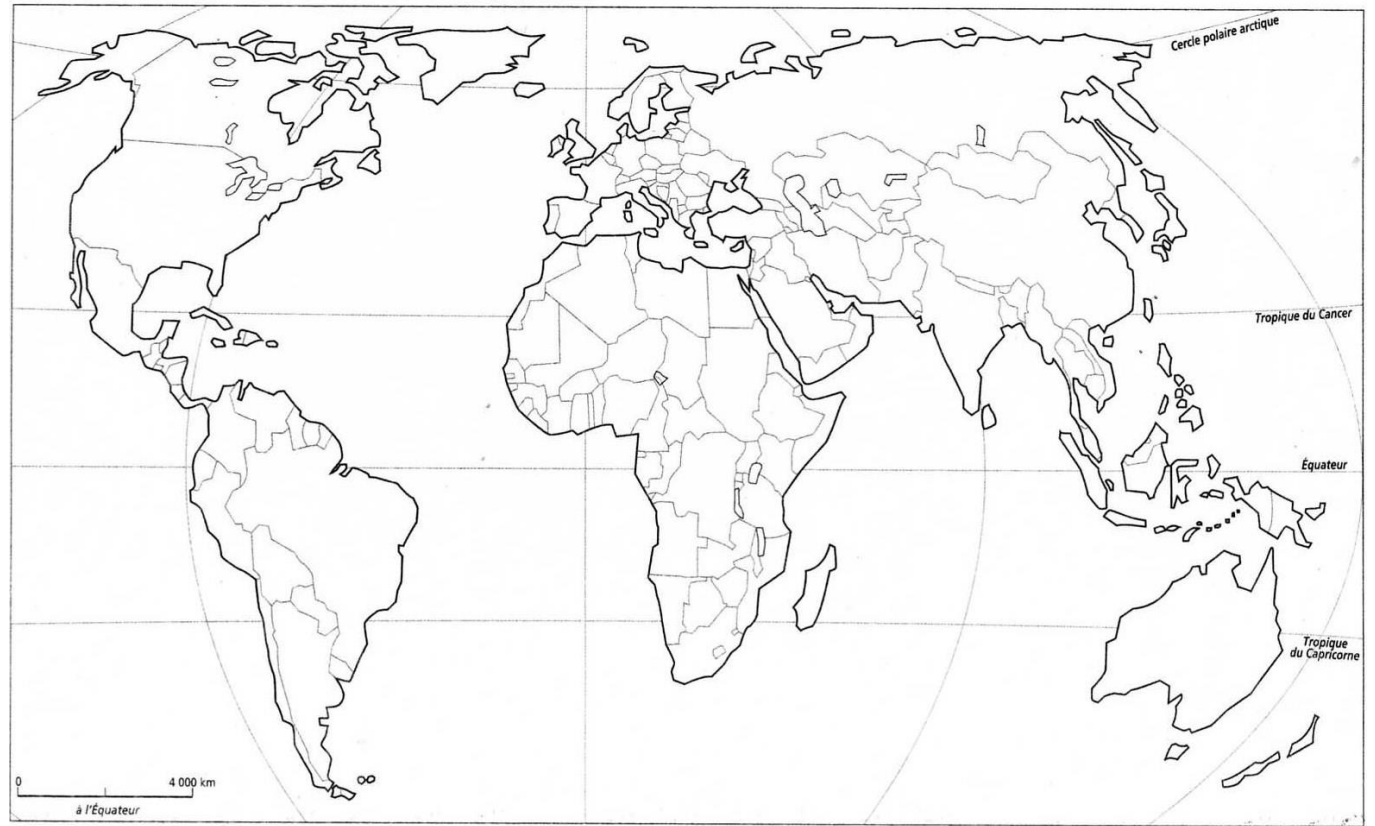 Cercle polaire arctique
Tropique du Cancer
Équateur
Tropique
du Capricorne
0 4 000 km
à l'Équateur